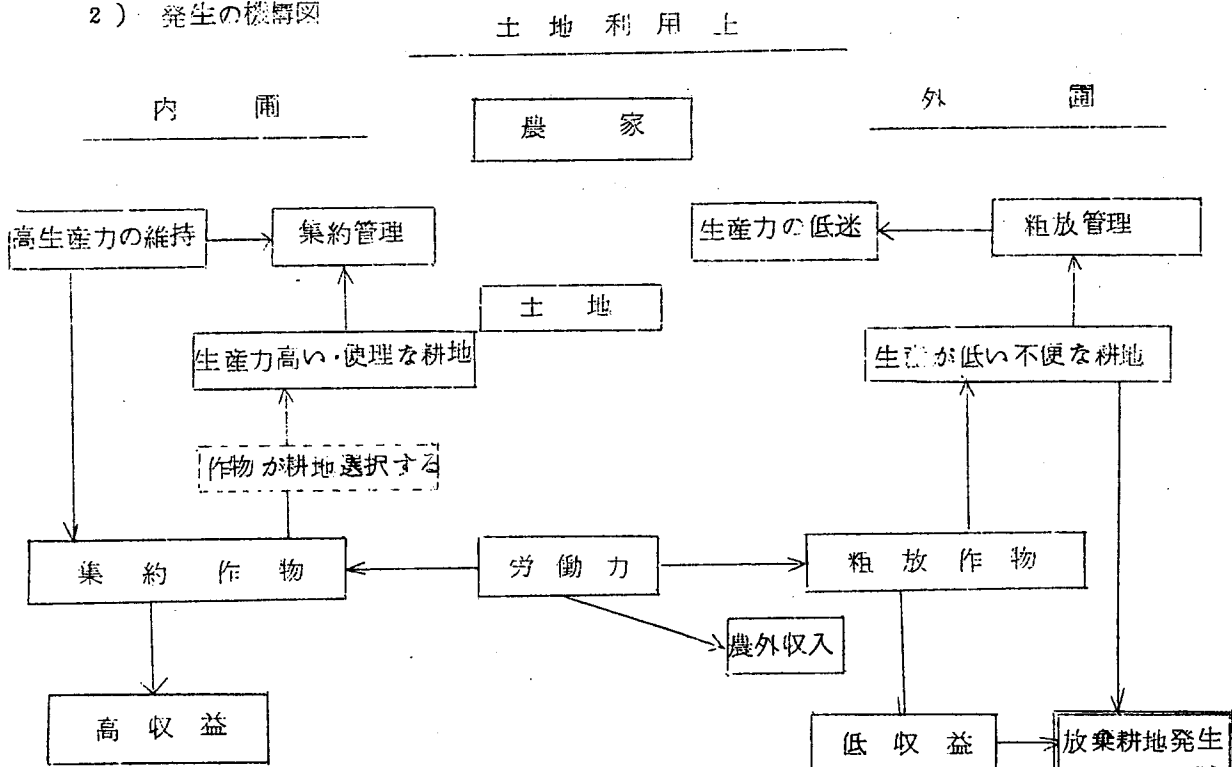 2) 発生の機構図
土地利用上
内圃
農家
外圃
高生産力の維持
集約管理
生産力の低迷
粗放管理
土地
生産力高い・便理な耕地
生産が低い不便な耕地
作物が耕地選択する
集約作物
労働力
粗放作物
農外収入
高収益
低収益
放棄耕地発生